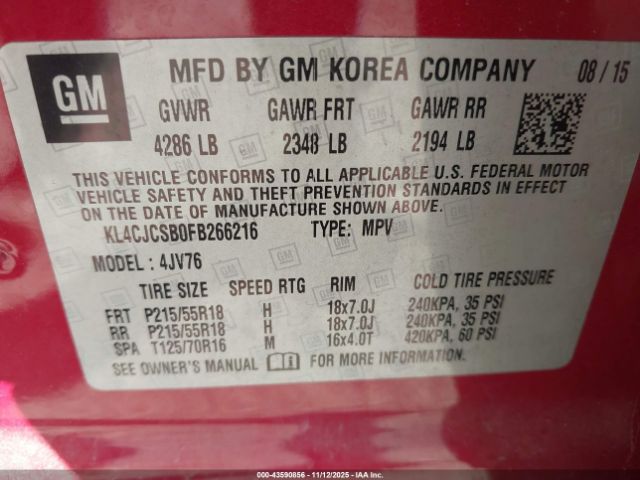 GM
MFD BY GM KOREA COMPANY 08/15
GVWR GAWR FRT GAWR RR
4286 LB 2348 LB 2194 LB
THIS VEHICLE CONFORMS TO ALL APPLICABLE U.S. FEDERAL MOTOR
VEHICLE SAFETY AND THEFT PREVENTION STANDARDS IN EFFECT
ON THE DATE OF MANUFACTURE SHOWN ABOVE.
KL4CJCSB0FB266216 TYPE: MPV
MODEL: 4JV76
TIRE SIZE SPEED RTG RIM COLD TIRE PRESSURE
FRT P215/55R18 H 18x7.0J 240KPA, 35 PSI
RR P215/55R18 H 18x7.0J 240KPA, 35 PSI
SPA T125/70R16 M 16x4.0T 420KPA, 60 PSI
SEE OWNER'S MANUAL FOR MORE INFORMATION.
000-43590856 - 11/12/2025 - IAA Inc.